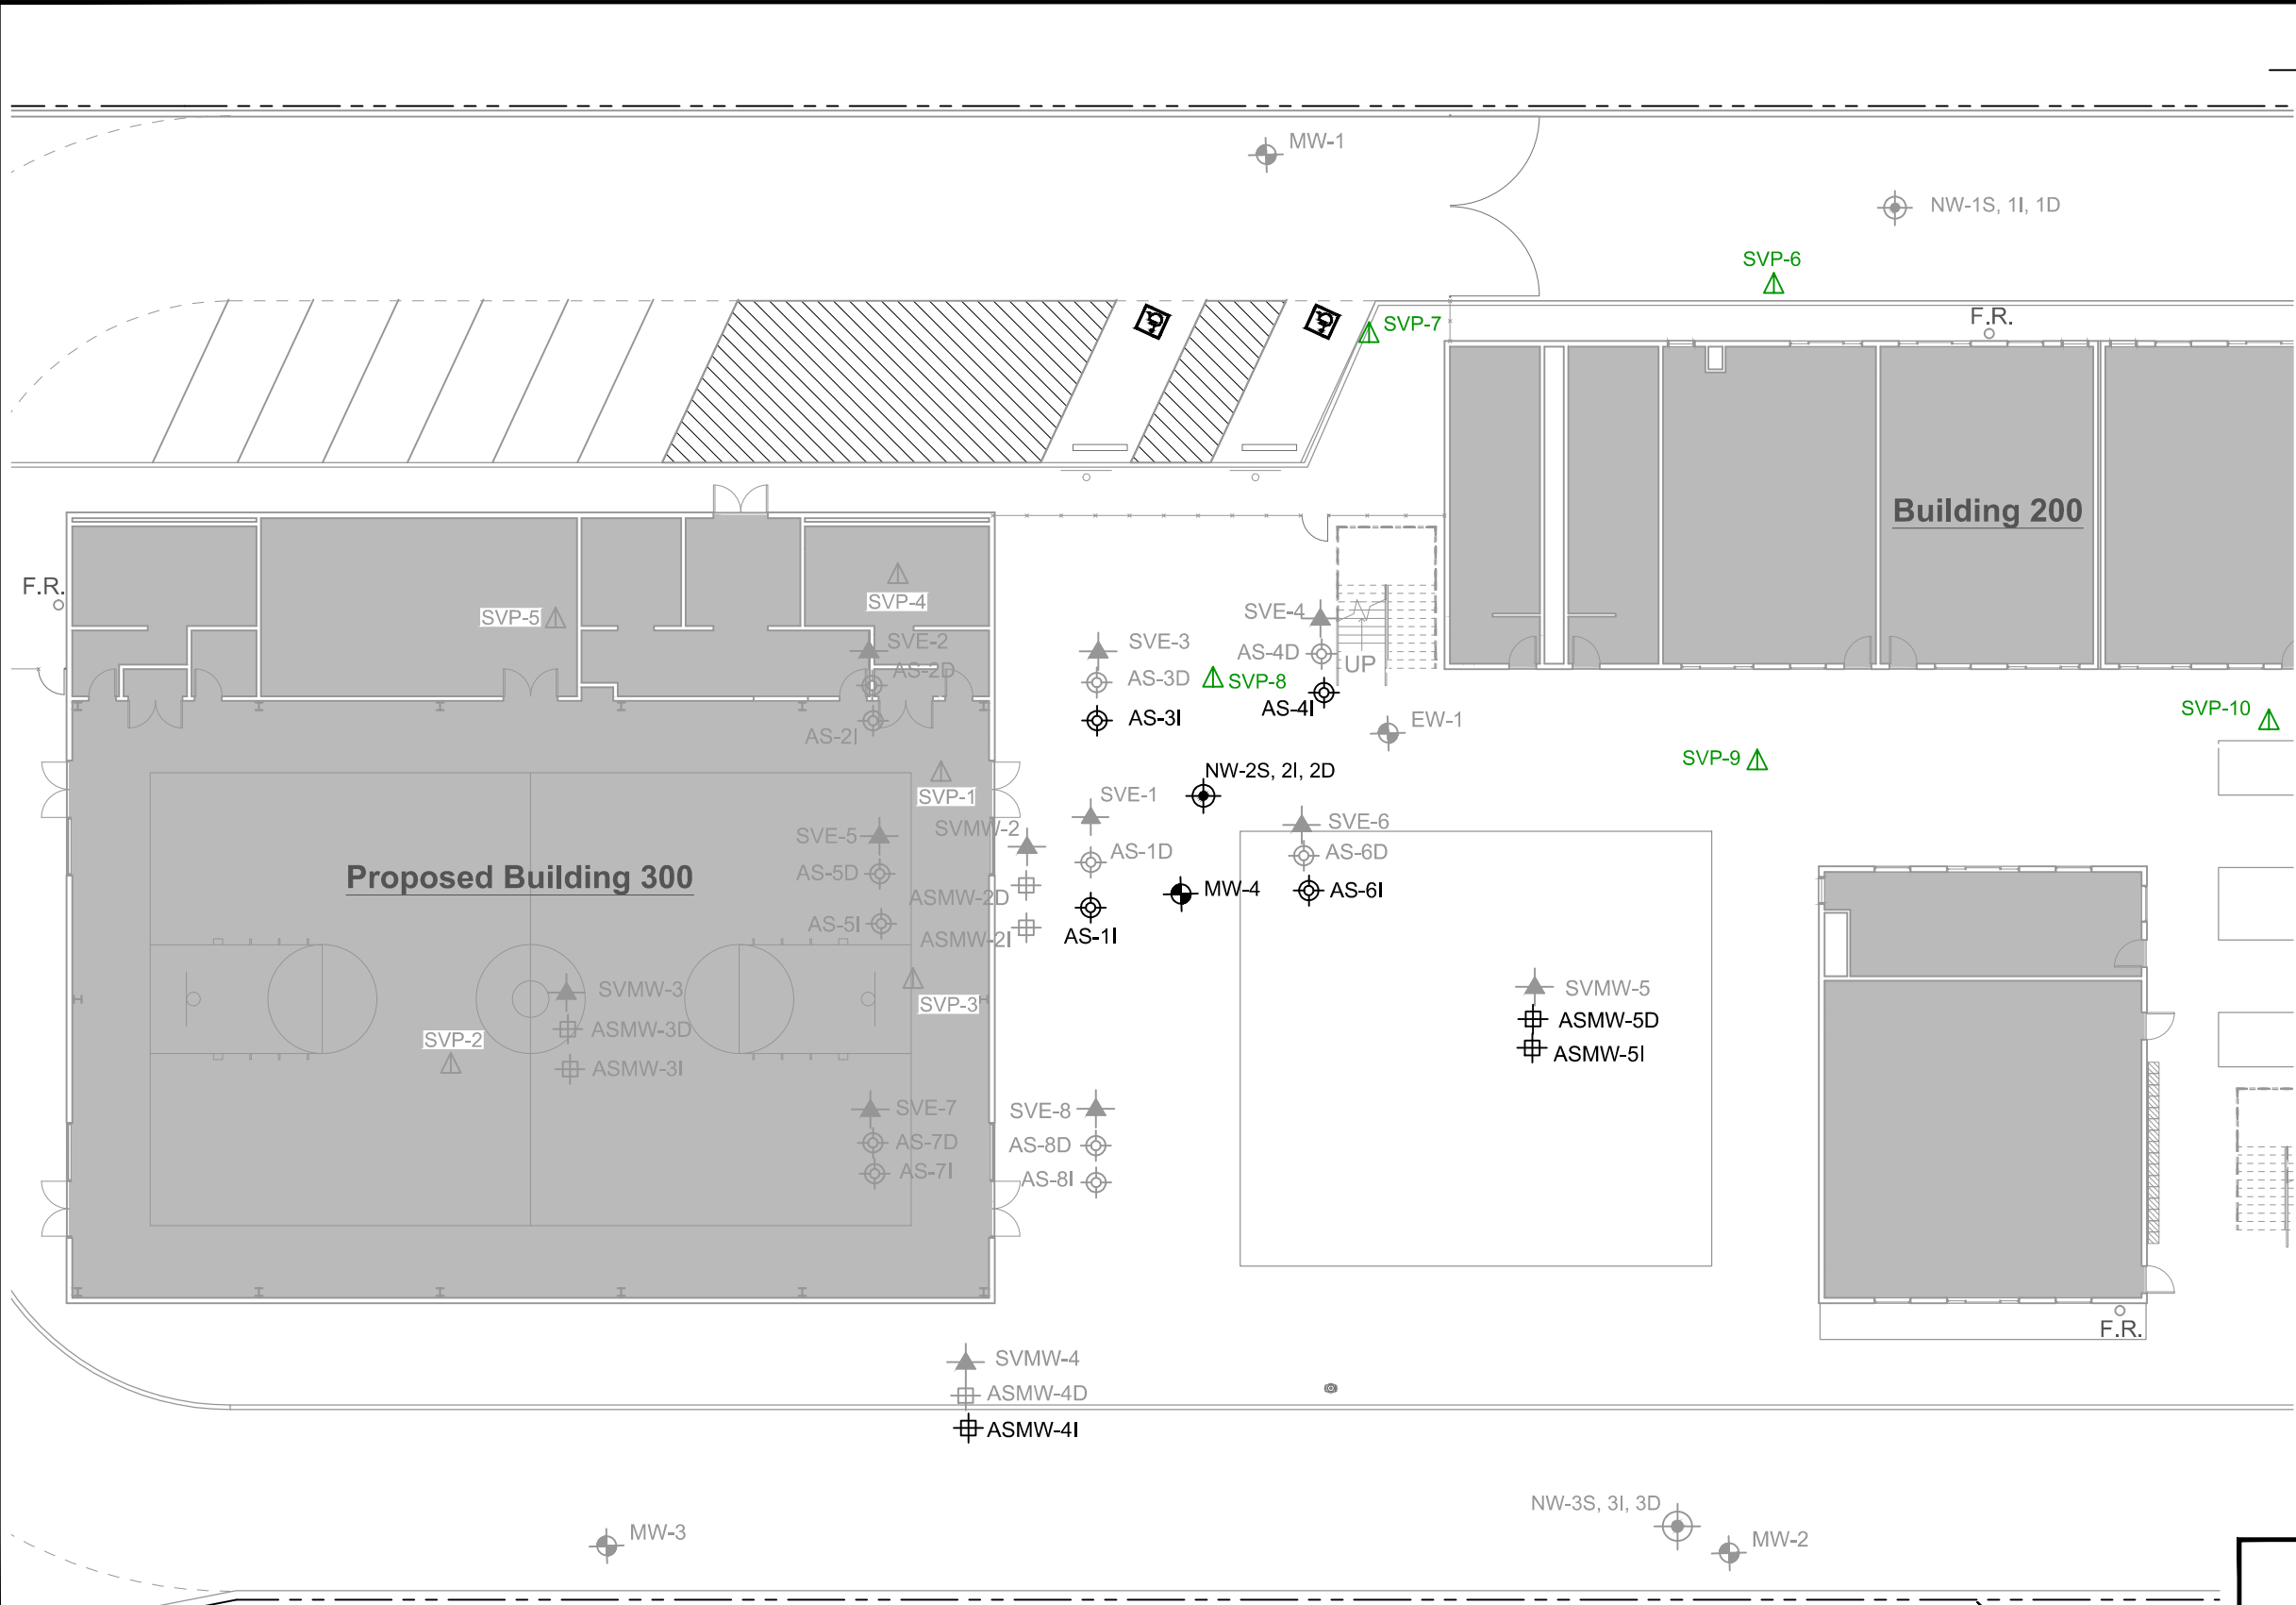 MW-1
NW-1S, 1I, 1D
SVP-6
SVP-7
F.R.
Building 200
F.R.
SVP-5
SVP-4
SVE-2
AS-2D
AS-2I
SVE-3
AS-3D
AS-3I
SVP-8
SVE-4
AS-4D
AS-4I
UP
EW-1
SVP-10
SVP-9
NW-2S, 2I, 2D
SVP-1
SVE-1
SVE-5
SVMW-2
SVE-6
AS-1D
AS-6D
Proposed Building 300
AS-5D
ASMW-2D
MW-4
AS-6I
AS-5I
ASMW-2I
AS-1I
SVMW-3
SVP-3
SVMW-5
ASMW-3D
ASMW-5D
SVP-2
ASMW-3I
ASMW-5I
SVE-7
SVE-8
AS-7D
AS-8D
AS-7I
AS-8I
F.R.
SVMW-4
ASMW-4D
ASMW-4I
NW-3S, 3I, 3D
MW-3
MW-2